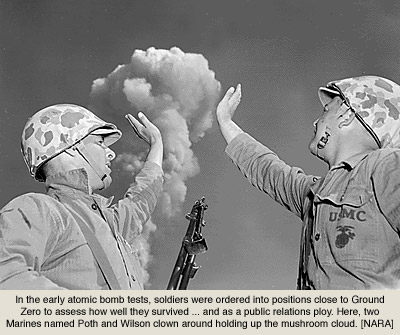 USMC
In the early atomic bomb tests, soldiers were ordered into positions close to Ground
Zero to assess how well they survived ... and as a public relations ploy. Here, two
Marines named Poth and Wilson clown around holding up the mushroom cloud. [NARA]